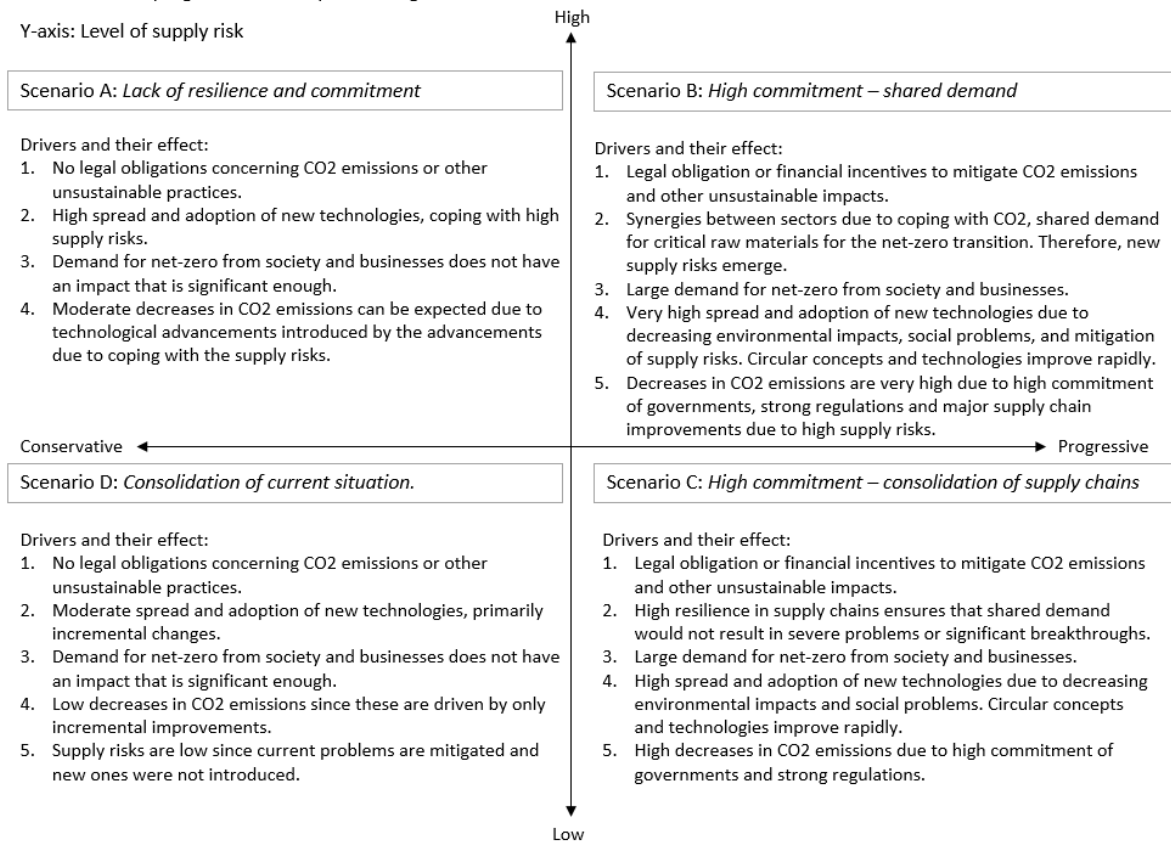 High
Y-axis: Level of supply risk
Scenario A: Lack of resilience and commitment
Drivers and their effect:
1. No legal obligations concerning CO2 emissions or other
unsustainable practices.
2. High spread and adoption of new technologies, coping with high
supply risks.
3. Demand for net-zero from society and businesses does not have
an impact that is significant enough.
4. Moderate decreases in CO2 emissions can be expected due to
technological advancements introduced by the advancements
due to coping with the supply risks.
Scenario B: High commitment – shared demand
Drivers and their effect:
1. Legal obligation or financial incentives to mitigate CO2 emissions
and other unsustainable impacts.
2. Synergies between sectors due to coping with CO2, shared demand
for critical raw materials for the net-zero transition. Therefore, new
supply risks emerge.
3. Large demand for net-zero from society and businesses.
4. Very high spread and adoption of new technologies due to
decreasing environmental impacts, social problems, and mitigation
of supply risks. Circular concepts and technologies improve rapidly.
5. Decreases in CO2 emissions are very high due to high commitment
of governments, strong regulations and major supply chain
improvements due to high supply risks.
Conservative
Progressive
Scenario D: Consolidation of current situation.
Drivers and their effect:
1. No legal obligations concerning CO2 emissions or other
unsustainable practices.
2. Moderate spread and adoption of new technologies, primarily
incremental changes.
3. Demand for net-zero from society and businesses does not have
an impact that is significant enough.
4. Low decreases in CO2 emissions since these are driven by only
incremental improvements.
5. Supply risks are low since current problems are mitigated and
new ones were not introduced.
Scenario C: High commitment – consolidation of supply chains
Drivers and their effect:
1. Legal obligation or financial incentives to mitigate CO2 emissions
and other unsustainable impacts.
2. High resilience in supply chains ensures that shared demand
would not result in severe problems or significant breakthroughs.
3. Large demand for net-zero from society and businesses.
4. High spread and adoption of new technologies due to decreasing
environmental impacts and social problems. Circular concepts
and technologies improve rapidly.
5. High decreases in CO2 emissions due to high commitment of
governments and strong regulations.
Low